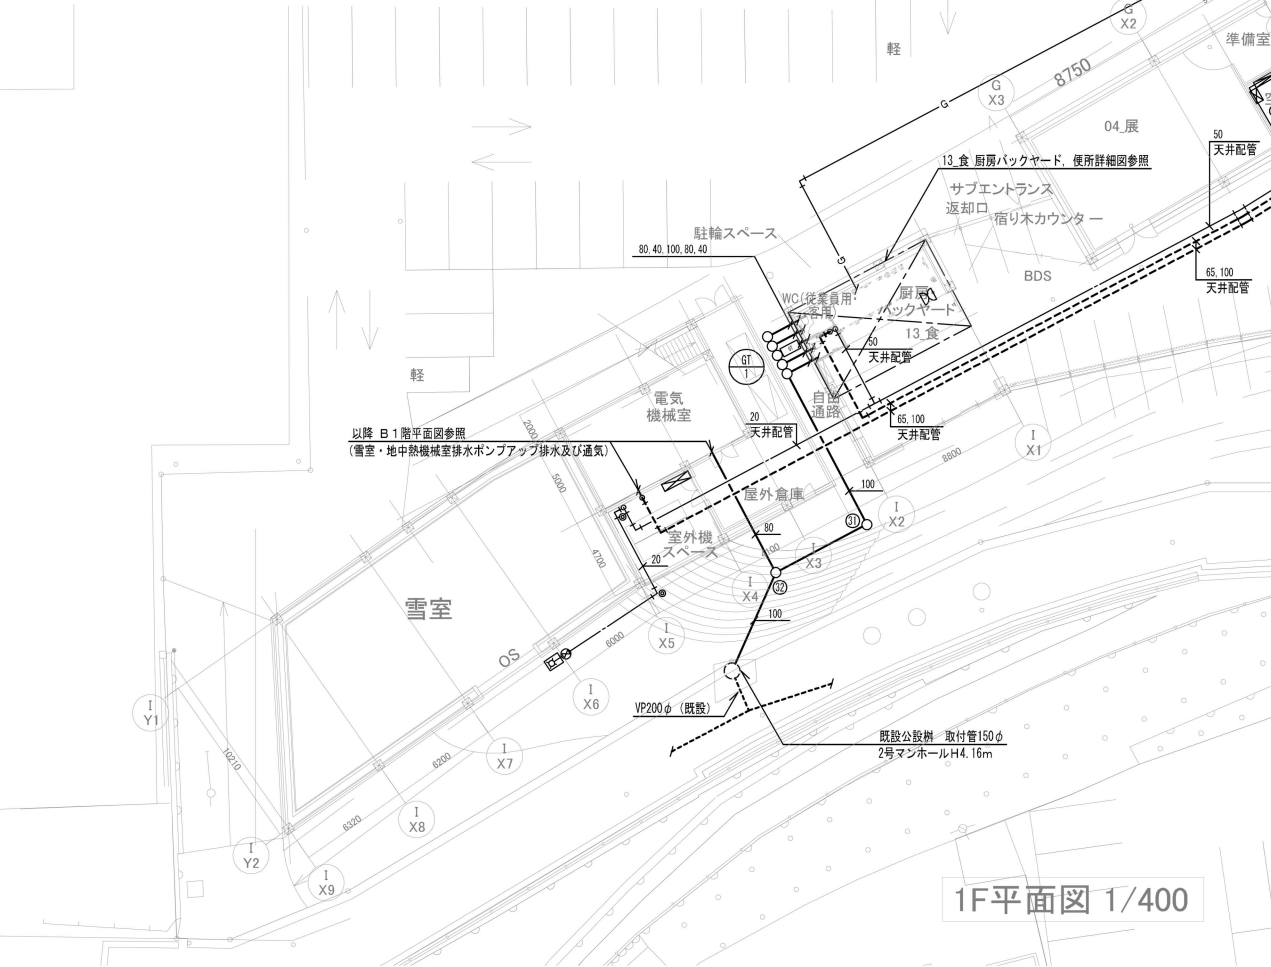 G
X2
軽
準備室
8750
G
G
X3
04_展
50
天井配管
13_食 厨房バックヤード, 便所詳細図参照
サブエントランス
返却口
宿り木カウンター
駐輪スペース
80,40,100,80,40
G
BDS
65,100
天井配管
WC(従業員用・
客用)
厨房
バックヤード
13_食
50
天井配管
GT
1
軽
電気
機械室
自由
通路
20
天井配管
65,100
天井配管
I
X1
以降 B1階平面図参照
(雪室・地中熱機械室排水ポンプアップ排水及び通気)
2000
8800
5000
100
屋外倉庫
I
X2
31
室外機
スペース
80
4700
20
I
X3
32
I
X4
雪室
100
I
X5
6000
OS
I
X6
I
Y1
VP200φ (既設)
既設公設桝 取付管150φ
2号マンホールH4.16m
I
X7
10210
6200
I
X8
6320
I
Y2
I
X9
1F平面図 1/400